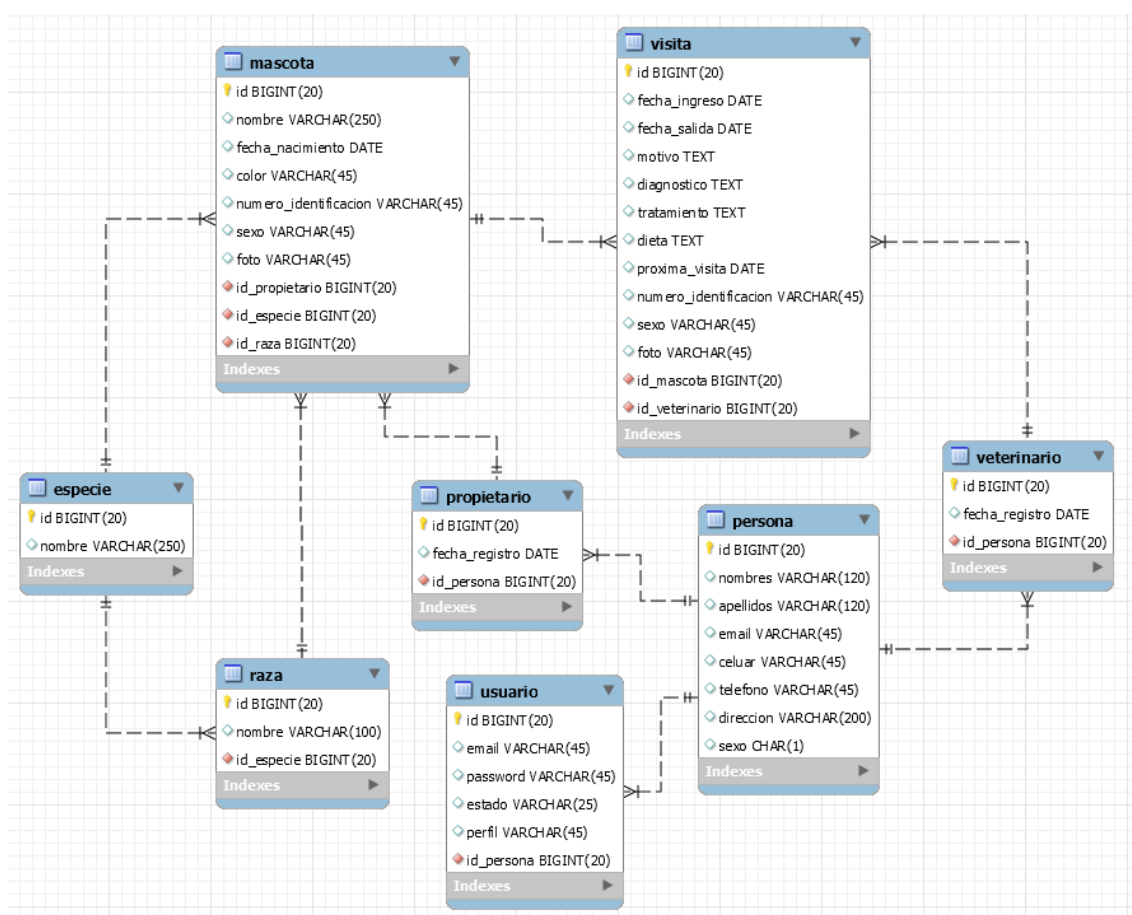 mascota
id BIGINT(20)
nombre VARCHAR(250)
fecha_nacimiento DATE
color VARCHAR(45)
numero_identificacion VARCHAR(45)
sexo VARCHAR(45)
foto VARCHAR(45)
id_propietario BIGINT(20)
id_especie BIGINT(20)
id_raza BIGINT(20)
Indexes
visita
id BIGINT(20)
fecha_ingreso DATE
fecha_salida DATE
motivo TEXT
diagnostico TEXT
tratamiento TEXT
dieta TEXT
proxima_visita DATE
numero_identificacion VARCHAR(45)
sexo VARCHAR(45)
foto VARCHAR(45)
id_mascota BIGINT(20)
id_veterinario BIGINT(20)
Indexes
especie
id BIGINT(20)
nombre VARCHAR(250)
Indexes
propietario
id BIGINT(20)
fecha_registro DATE
id_persona BIGINT(20)
Indexes
persona
id BIGINT(20)
nombres VARCHAR(120)
apellidos VARCHAR(120)
email VARCHAR(45)
celuar VARCHAR(45)
telefono VARCHAR(45)
direccion VARCHAR(200)
sexo CHAR(1)
Indexes
veterinario
id BIGINT(20)
fecha_registro DATE
id_persona BIGINT(20)
Indexes
raza
id BIGINT(20)
nombre VARCHAR(100)
id_especie BIGINT(20)
Indexes
usuario
id BIGINT(20)
email VARCHAR(45)
password VARCHAR(45)
estado VARCHAR(25)
perfil VARCHAR(45)
id_persona BIGINT(20)
Indexes